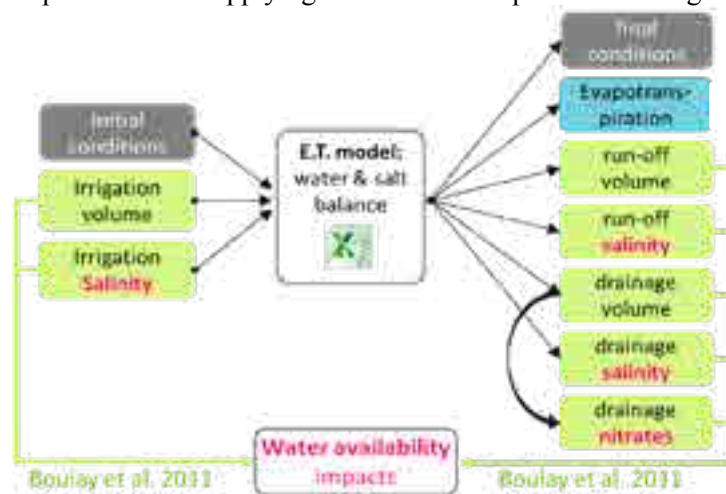 Final
conditions
Evapotrans-
piration
Initial
conditions
E.T. model:
water & salt
balance
run-off
volume
Irrigation
volume
run-off
salinity
Irrigation
Salinity
drainage
volume
drainage
salinity
drainage
nitrates
Water availability
impacts
Boulay et al. 2011
Boulay et al. 2011